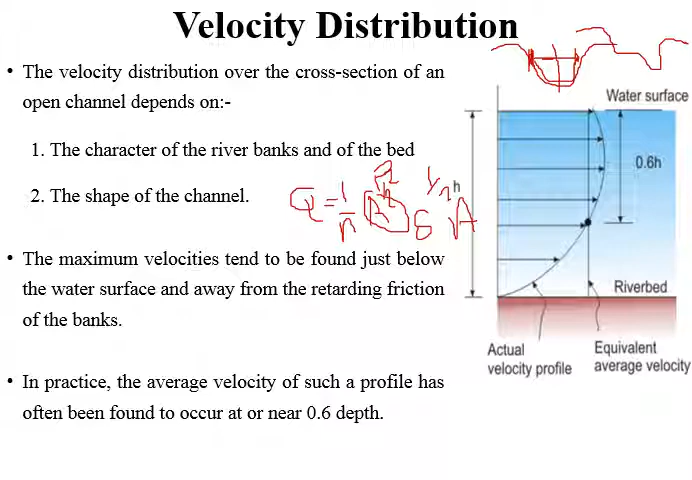 Velocity Distribution
• The velocity distribution over the cross-section of an
open channel depends on:-
1. The character of the river banks and of the bed
2. The shape of the channel.
• The maximum velocities tend to be found just below
the water surface and away from the retarding friction
of the banks.
• In practice, the average velocity of such a profile has
often been found to occur at or near 0.6 depth.
Water surface
0.6h
h
Riverbed
Actual
velocity profile
Equivalent
average velocity